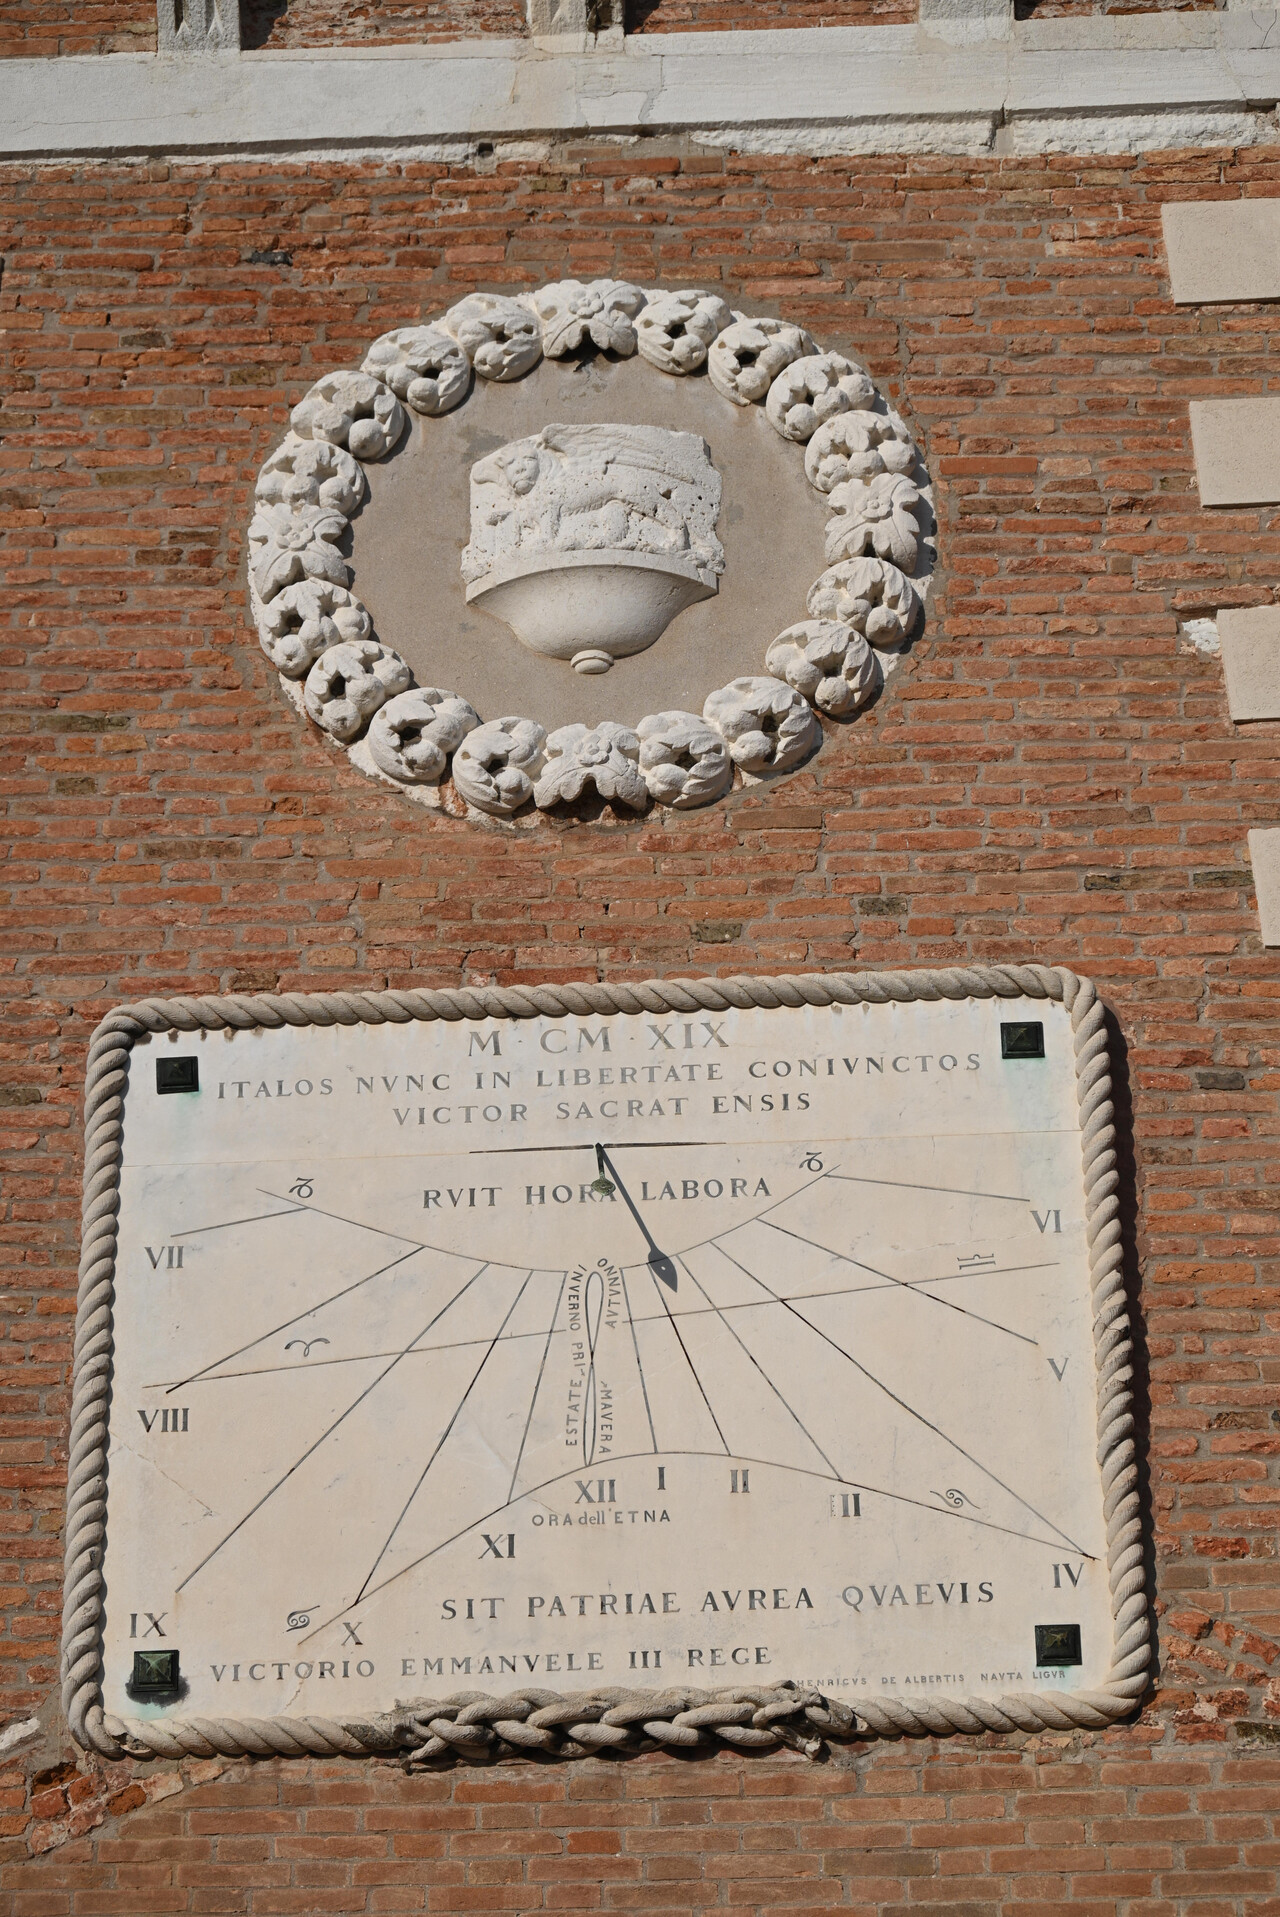 M · CM · XIX
ITALOS NVNC IN LIBERTATE CONIVNCTOS
VICTOR SACRAT ENSIS
RVIT HORA LABORA
VII
VI
INVERNO
AVTVNNO
PRI-
ESTATE
-MAVERA
VIII
V
XII
I
II
II
ORA dell'ETNA
XI
IX
X
IV
SIT PATRIAE AVREA QVAEVIS
VICTORIO EMMANVELE III REGE
HENRICVS DE ALBERTIS NAVTA LIGVR